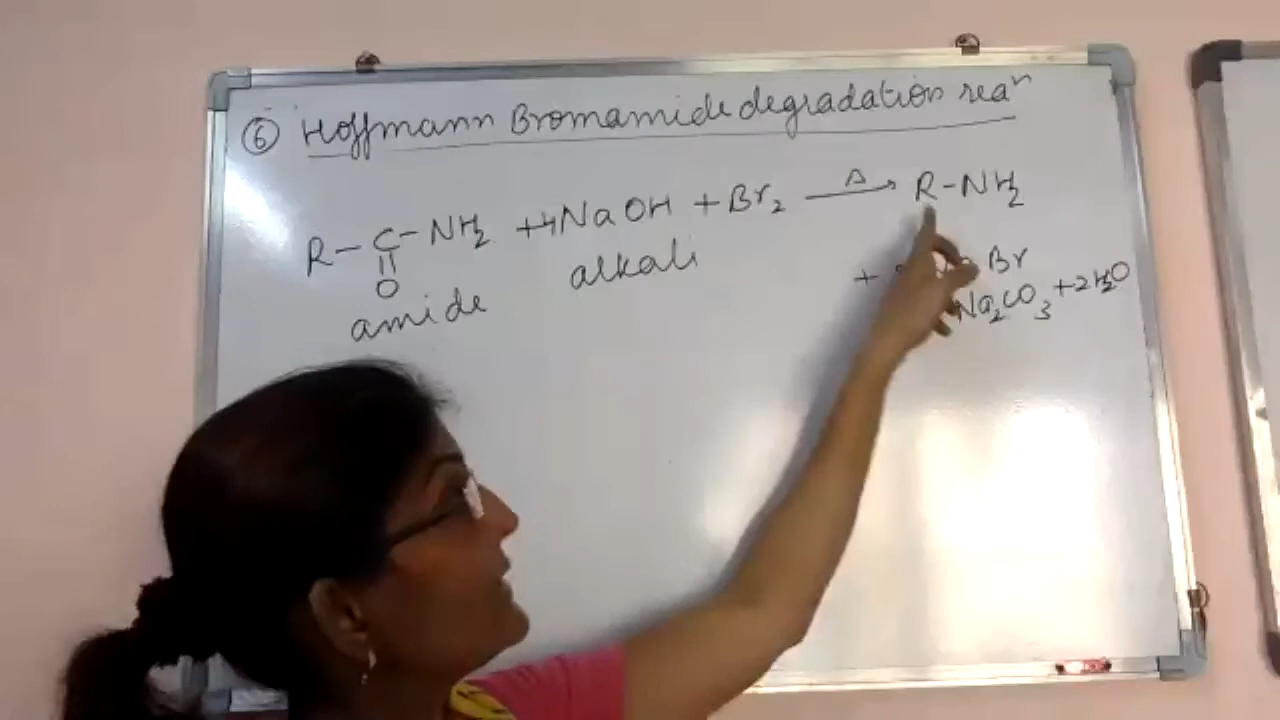 ⑥ Hoffmann Bromamide degradation reaⁿ
R-C-NH₂ +4NaOH +Br₂ —Δ→ R-NH₂
||
O
amide alkali
+ Br
Na₂CO₃ +2H₂O